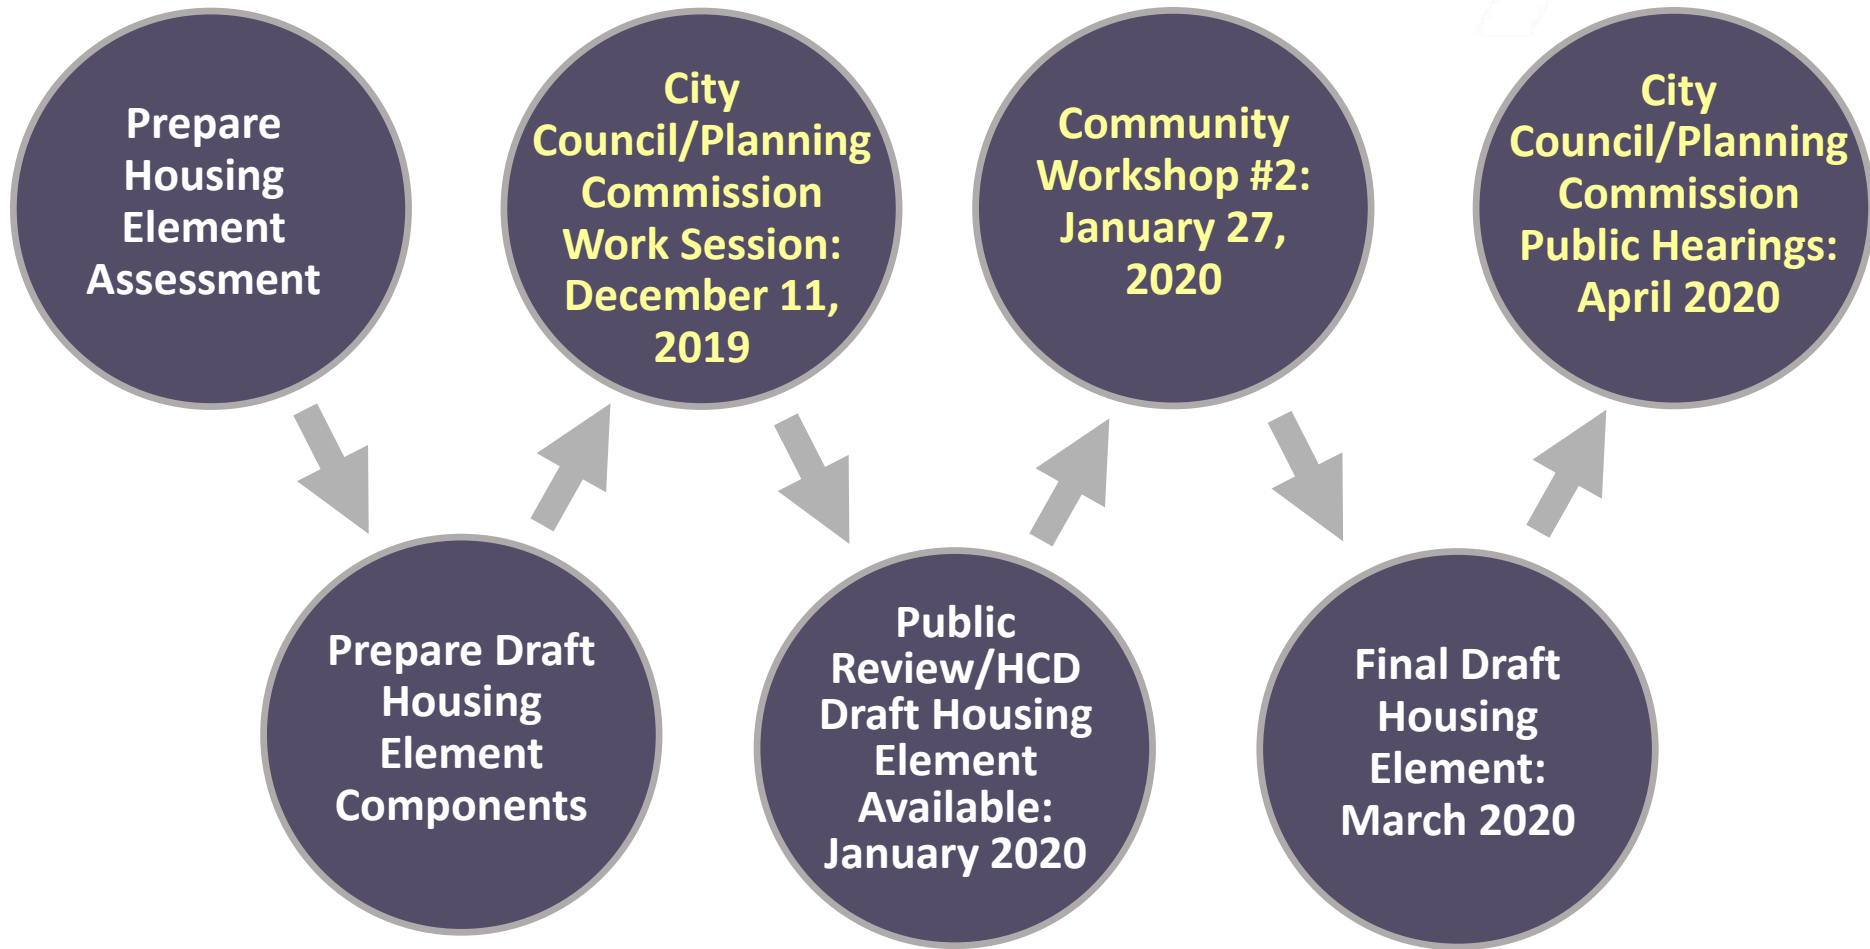 Prepare
Housing
Element
Assessment
Prepare Draft
Housing
Element
Components
City
Council/Planning
Commission
Work Session:
December 11,
2019
Public
Review/HCD
Draft Housing
Element
Available:
January 2020
Community
Workshop #2:
January 27,
2020
Final Draft
Housing
Element:
March 2020
City
Council/Planning
Commission
Public Hearings:
April 2020